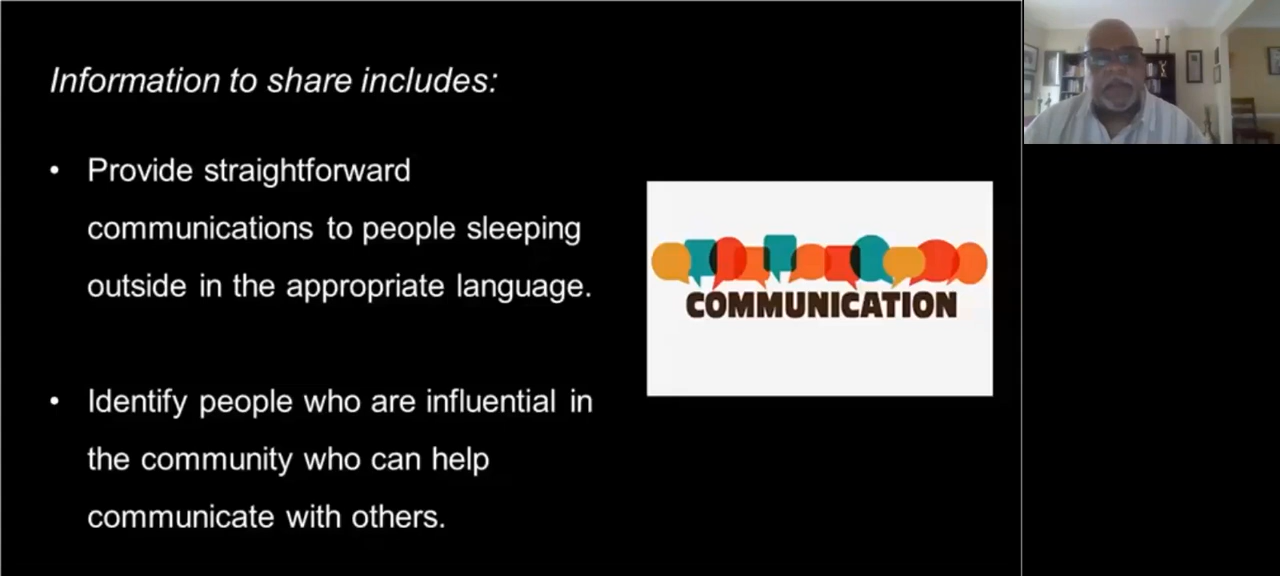 Information to share includes:
• Provide straightforward
communications to people sleeping
outside in the appropriate language.
• Identify people who are influential in
the community who can help
communicate with others.
COMMUNICATION